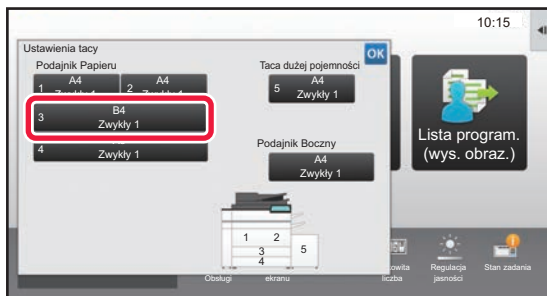 10:15
Ustawienia tacy
OK
Podajnik Papieru
Taca dużej pojemności
1 A4
2 A4
5 A4
Zwykły 1
3 B4
Zwykły 1
4
Zwykły 1
Podajnik Boczny
A4
Zwykły 1
Lista program.
(wys. obraz.)
1 2
3
4
5
Obsługi
ekranu
liczba
Regulacja
jasności
Stan zadania